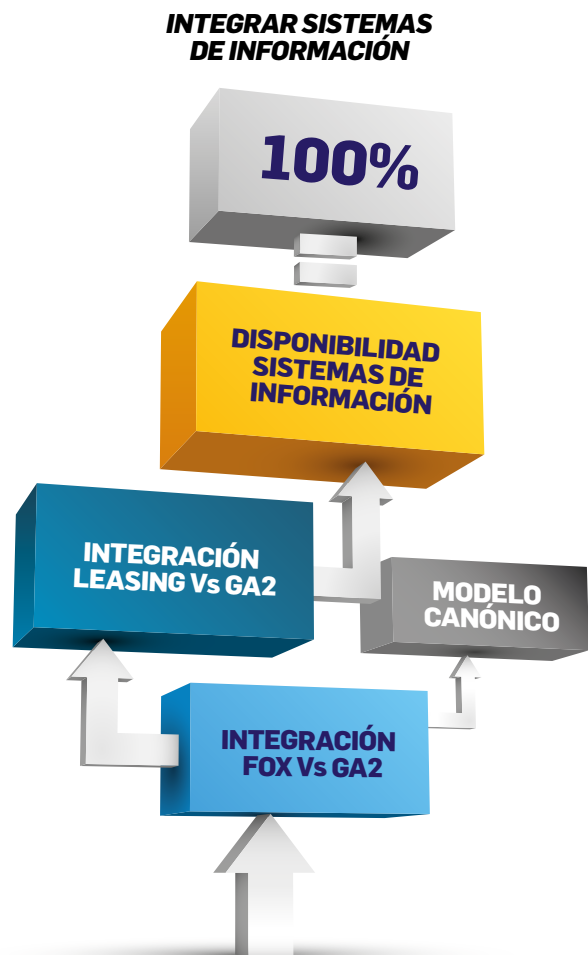 INTEGRAR SISTEMAS
DE INFORMACIÓN
100%
DISPONIBILIDAD
SISTEMAS DE
INFORMACIÓN
INTEGRACIÓN
LEASING Vs GA2
MODELO
CANÓNICO
INTEGRACIÓN
FOX Vs GA2